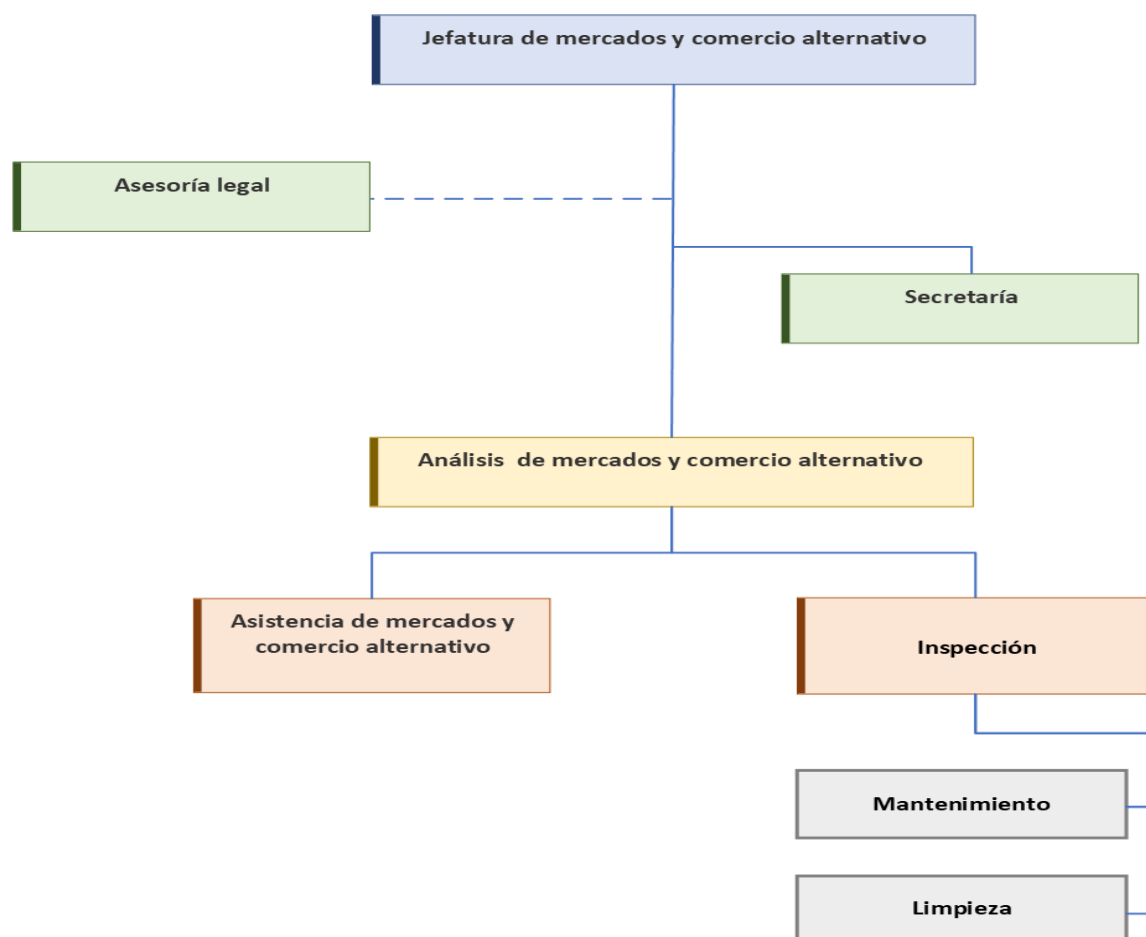 Jefatura de mercados y comercio alternativo
Asesoría legal
Secretaría
Análisis  de mercados y comercio alternativo
Asistencia de mercados y
comercio alternativo
Inspección
Mantenimiento
Limpieza